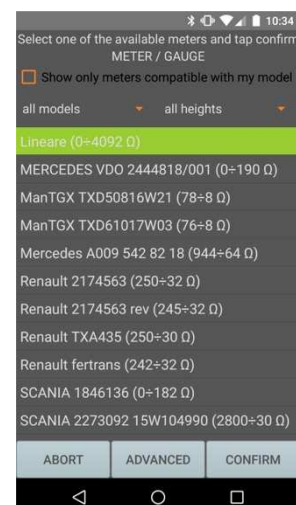 10:34
Select one of the available meters and tap confirm
METER / GAUGE
Show only meters compatible with my model
all models all heights
Lineare (0÷4092 Ω)
MERCEDES VDO 2444818/001 (0÷190 Ω)
ManTGX TXD50816W21 (78÷8 Ω)
ManTGX TXD61017W03 (76÷8 Ω)
Mercedes A009 542 82 18 (944÷64 Ω)
Renault 2174563 (250÷32 Ω)
Renault 2174563 rev (245÷32 Ω)
Renault TXA435 (250÷30 Ω)
Renault fertrans (242÷32 Ω)
SCANIA 1846136 (0÷182 Ω)
SCANIA 2273092 15W104990 (2800÷30 Ω)
ABORT ADVANCED CONFIRM